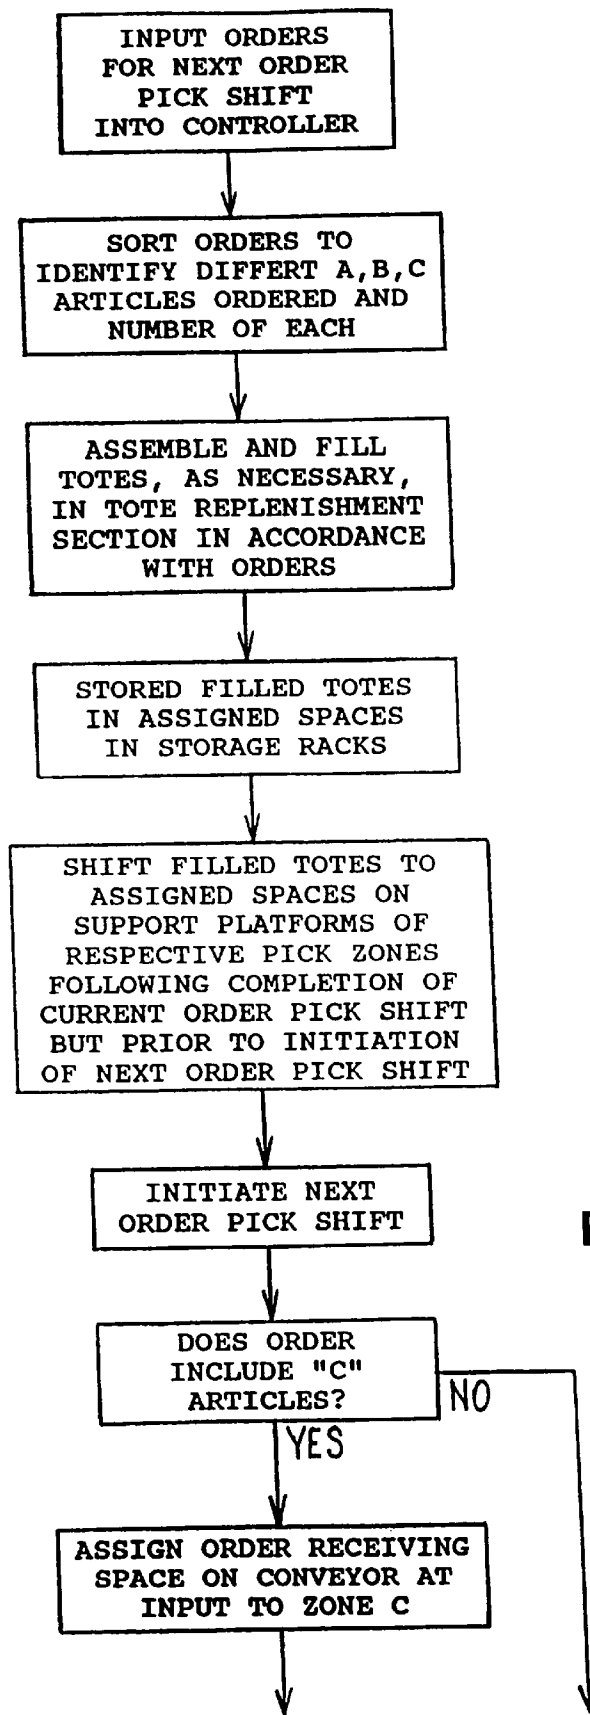 INPUT ORDERS
FOR NEXT ORDER
PICK SHIFT
INTO CONTROLLER
SORT ORDERS TO
IDENTIFY DIFFERT A,B,C
ARTICLES ORDERED AND
NUMBER OF EACH
ASSEMBLE AND FILL
TOTES, AS NECESSARY,
IN TOTE REPLENISHMENT
SECTION IN ACCORDANCE
WITH ORDERS
STORED FILLED TOTES
IN ASSIGNED SPACES
IN STORAGE RACKS
SHIFT FILLED TOTES TO
ASSIGNED SPACES ON
SUPPORT PLATFORMS OF
RESPECTIVE PICK ZONES
FOLLOWING COMPLETION OF
CURRENT ORDER PICK SHIFT
BUT PRIOR TO INITIATION
OF NEXT ORDER PICK SHIFT
INITIATE NEXT
ORDER PICK SHIFT
DOES ORDER
INCLUDE "C"
ARTICLES?
NO
YES
ASSIGN ORDER RECEIVING
SPACE ON CONVEYOR AT
INPUT TO ZONE C